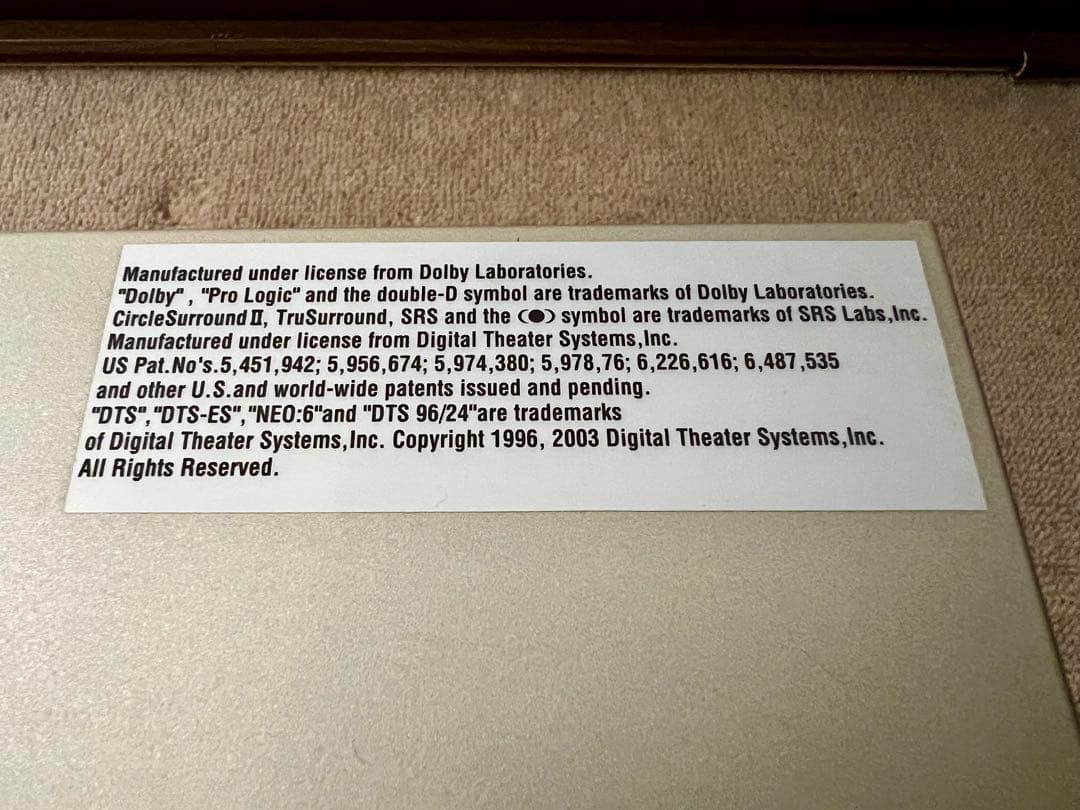 Manufactured under license from Dolby Laboratories.
"Dolby", "Pro Logic" and the double-D symbol are trademarks of Dolby Laboratories.
CircleSurround II, TruSurround, SRS and the (●) symbol are trademarks of SRS Labs,Inc.
Manufactured under license from Digital Theater Systems,Inc.
US Pat.No's.5,451,942; 5,956,674; 5,974,380; 5,978,76; 6,226,616; 6,487,535
and other U.S.and world-wide patents issued and pending.
"DTS","DTS-ES","NEO:6"and "DTS 96/24"are trademarks
of Digital Theater Systems,Inc. Copyright 1996, 2003 Digital Theater Systems,Inc.
All Rights Reserved.